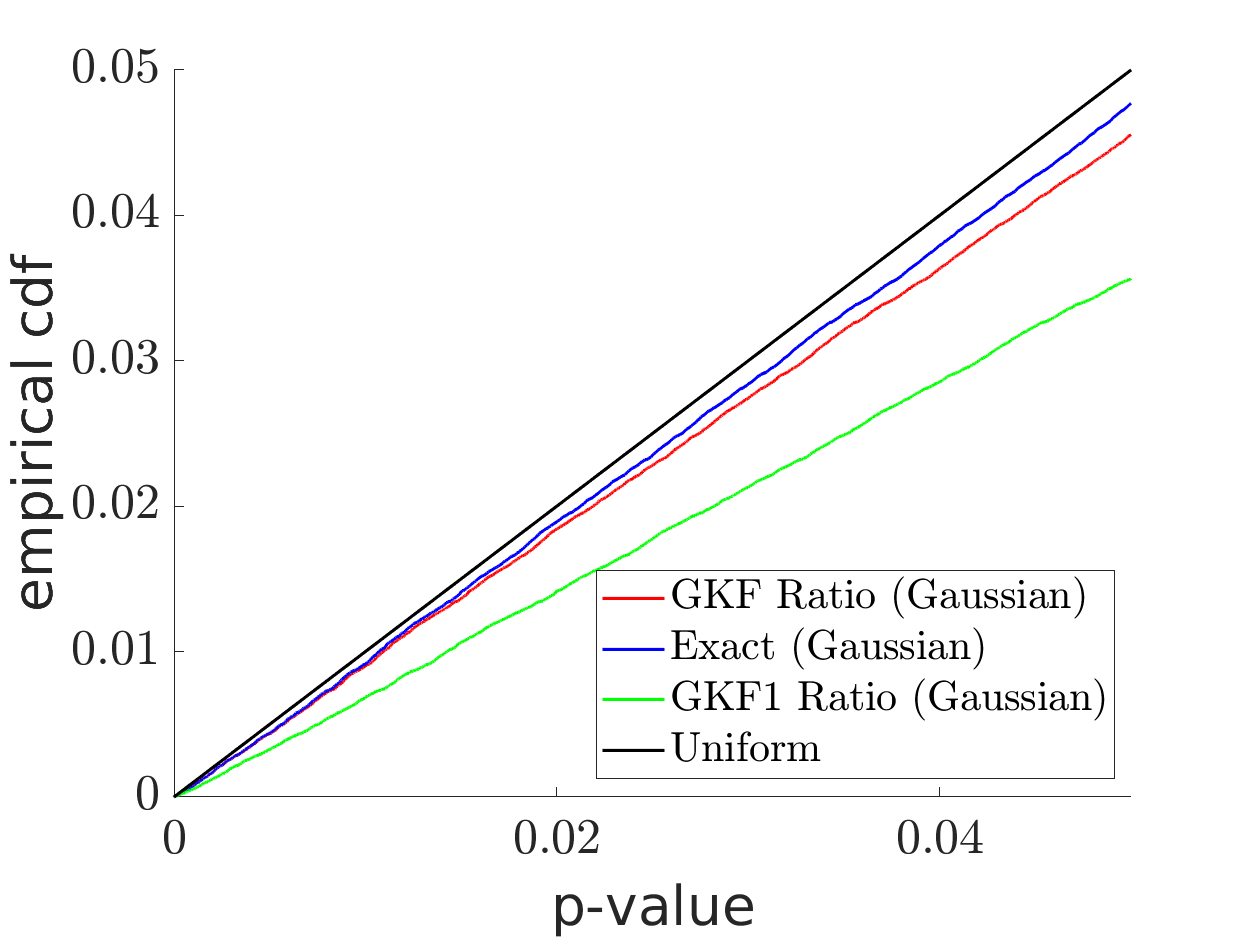 0.05
0.04
0.03
0.02
0.01
0
empirical cdf
GKF Ratio (Gaussian)
Exact (Gaussian)
GKF1 Ratio (Gaussian)
Uniform
0 0.02 0.04
p-value